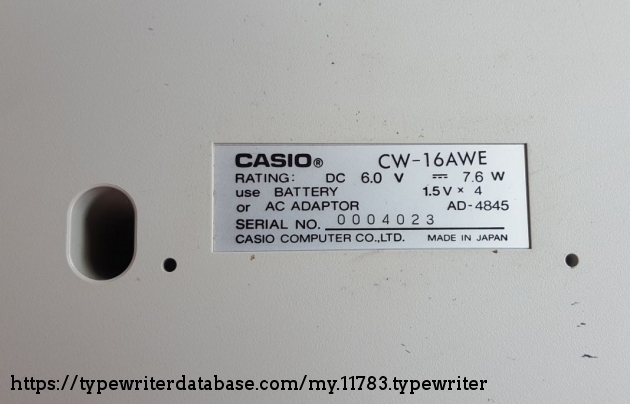 CASIO® CW-16AWE
RATING: DC 6.0 V ⎓ 7.6 W
use BATTERY 1.5V × 4
or AC ADAPTOR AD-4845
SERIAL NO. 0004023
CASIO COMPUTER CO.,LTD. MADE IN JAPAN
https://typewriterdatabase.com/my.11783.typewriter